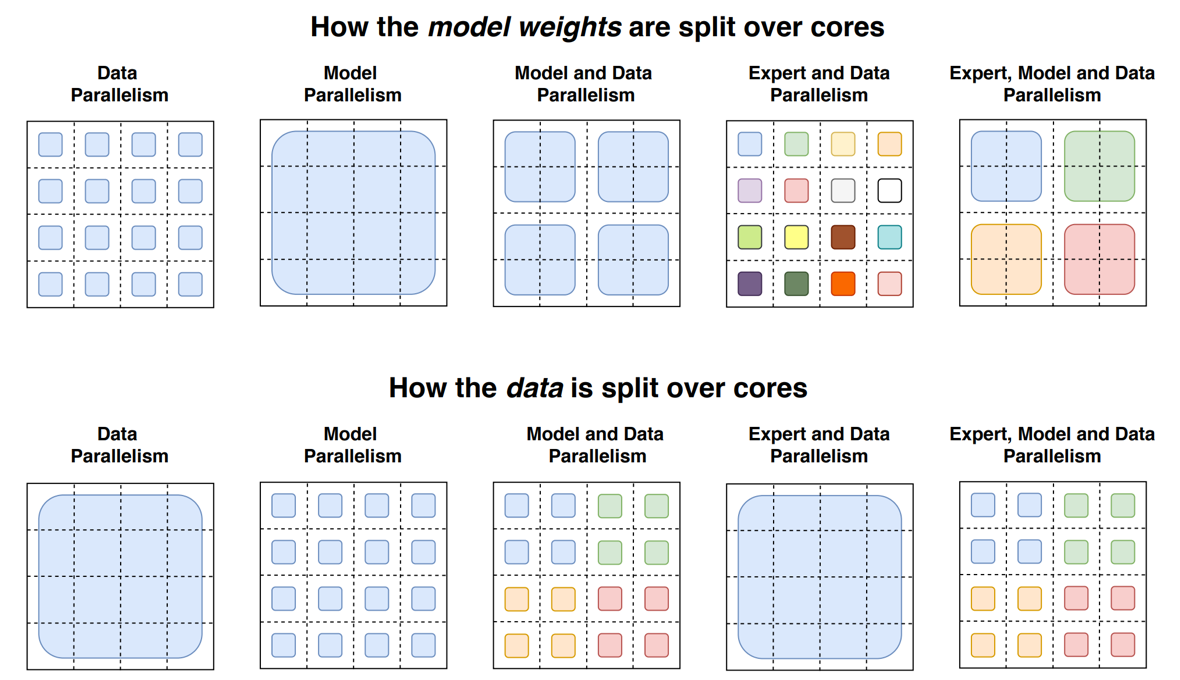 How the model weights are split over cores
Data
Parallelism
Model
Parallelism
Model and Data
Parallelism
Expert and Data
Parallelism
Expert, Model and Data
Parallelism
How the data is split over cores
Data
Parallelism
Model
Parallelism
Model and Data
Parallelism
Expert and Data
Parallelism
Expert, Model and Data
Parallelism